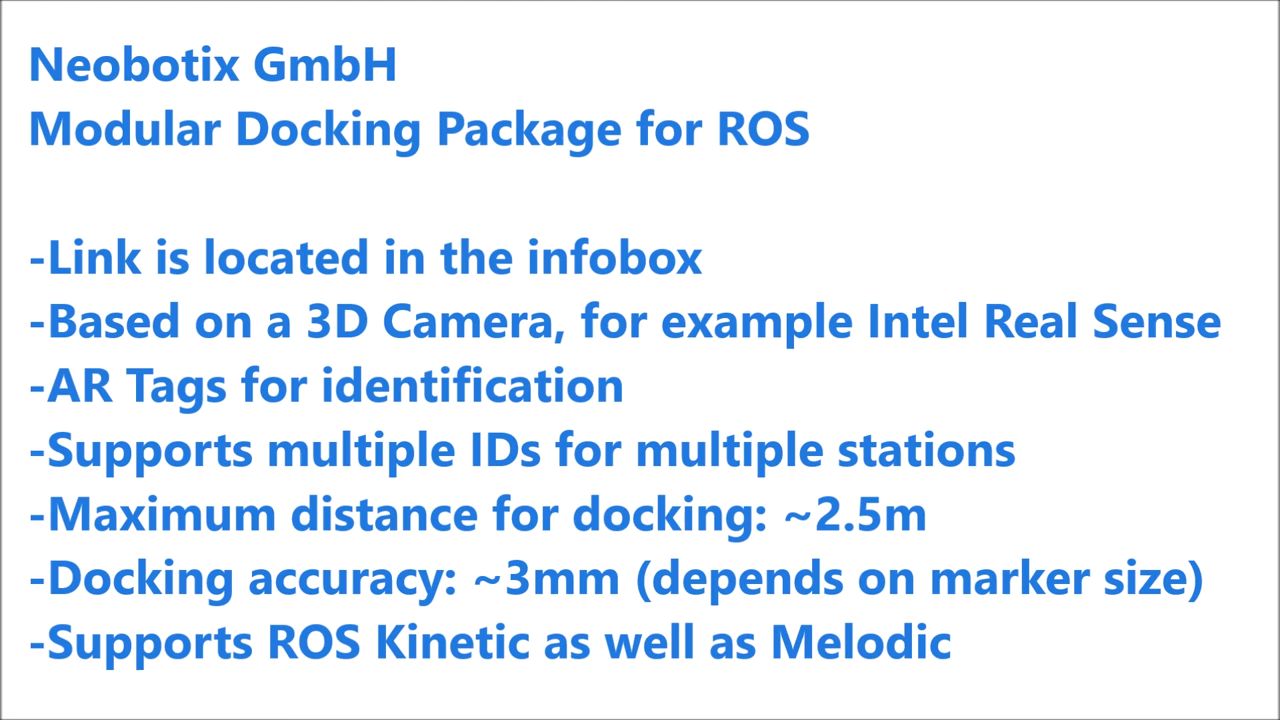 Neobotix GmbH
Modular Docking Package for ROS
-Link is located in the infobox
-Based on a 3D Camera, for example Intel Real Sense
-AR Tags for identification
-Supports multiple IDs for multiple stations
-Maximum distance for docking: ~2.5m
-Docking accuracy: ~3mm (depends on marker size)
-Supports ROS Kinetic as well as Melodic